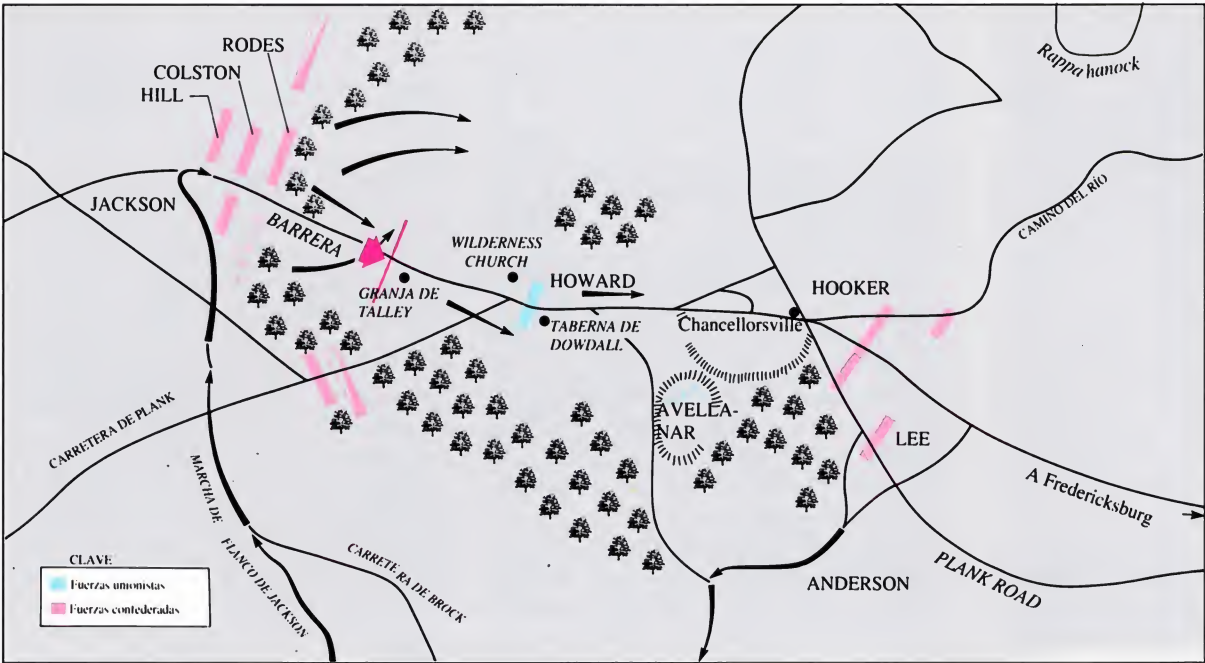 RODES
COLSTON
HILL
Rappa hanock
JACKSON
BARRERA
WILDERNESS
CHURCH
CAMINO DEL RÍO
HOWARD
HOOKER
GRANJA DE
TALLEY
TABERNA DE
DOWDALL
Chancellorsville
AVELLA-
NAR
LEE
CARRETERA DE PLANK
MARCHA DE
FLANCO DE JACKSON
CARRETE RA DE BROCK
A Fredericksburg
ANDERSON
PLANK ROAD
CLAVE
Fuerzas unionistas
Fuerzas confederadas